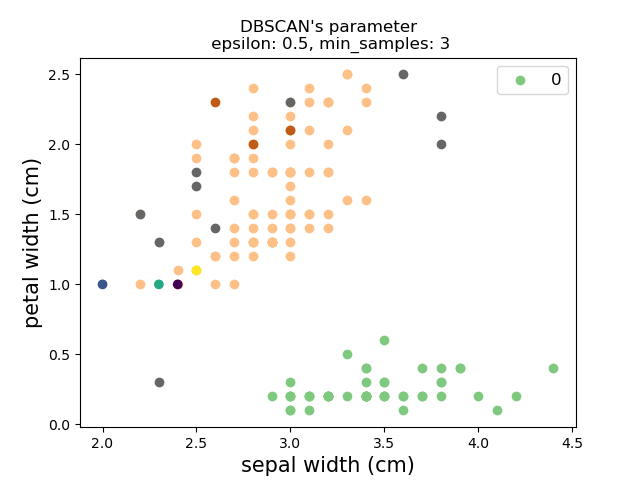 DBSCAN's parameter
epsilon: 0.5, min_samples: 3
0
2.5
2.0
1.5
1.0
0.5
0.0
petal width (cm)
2.0 2.5 3.0 3.5 4.0 4.5
sepal width (cm)